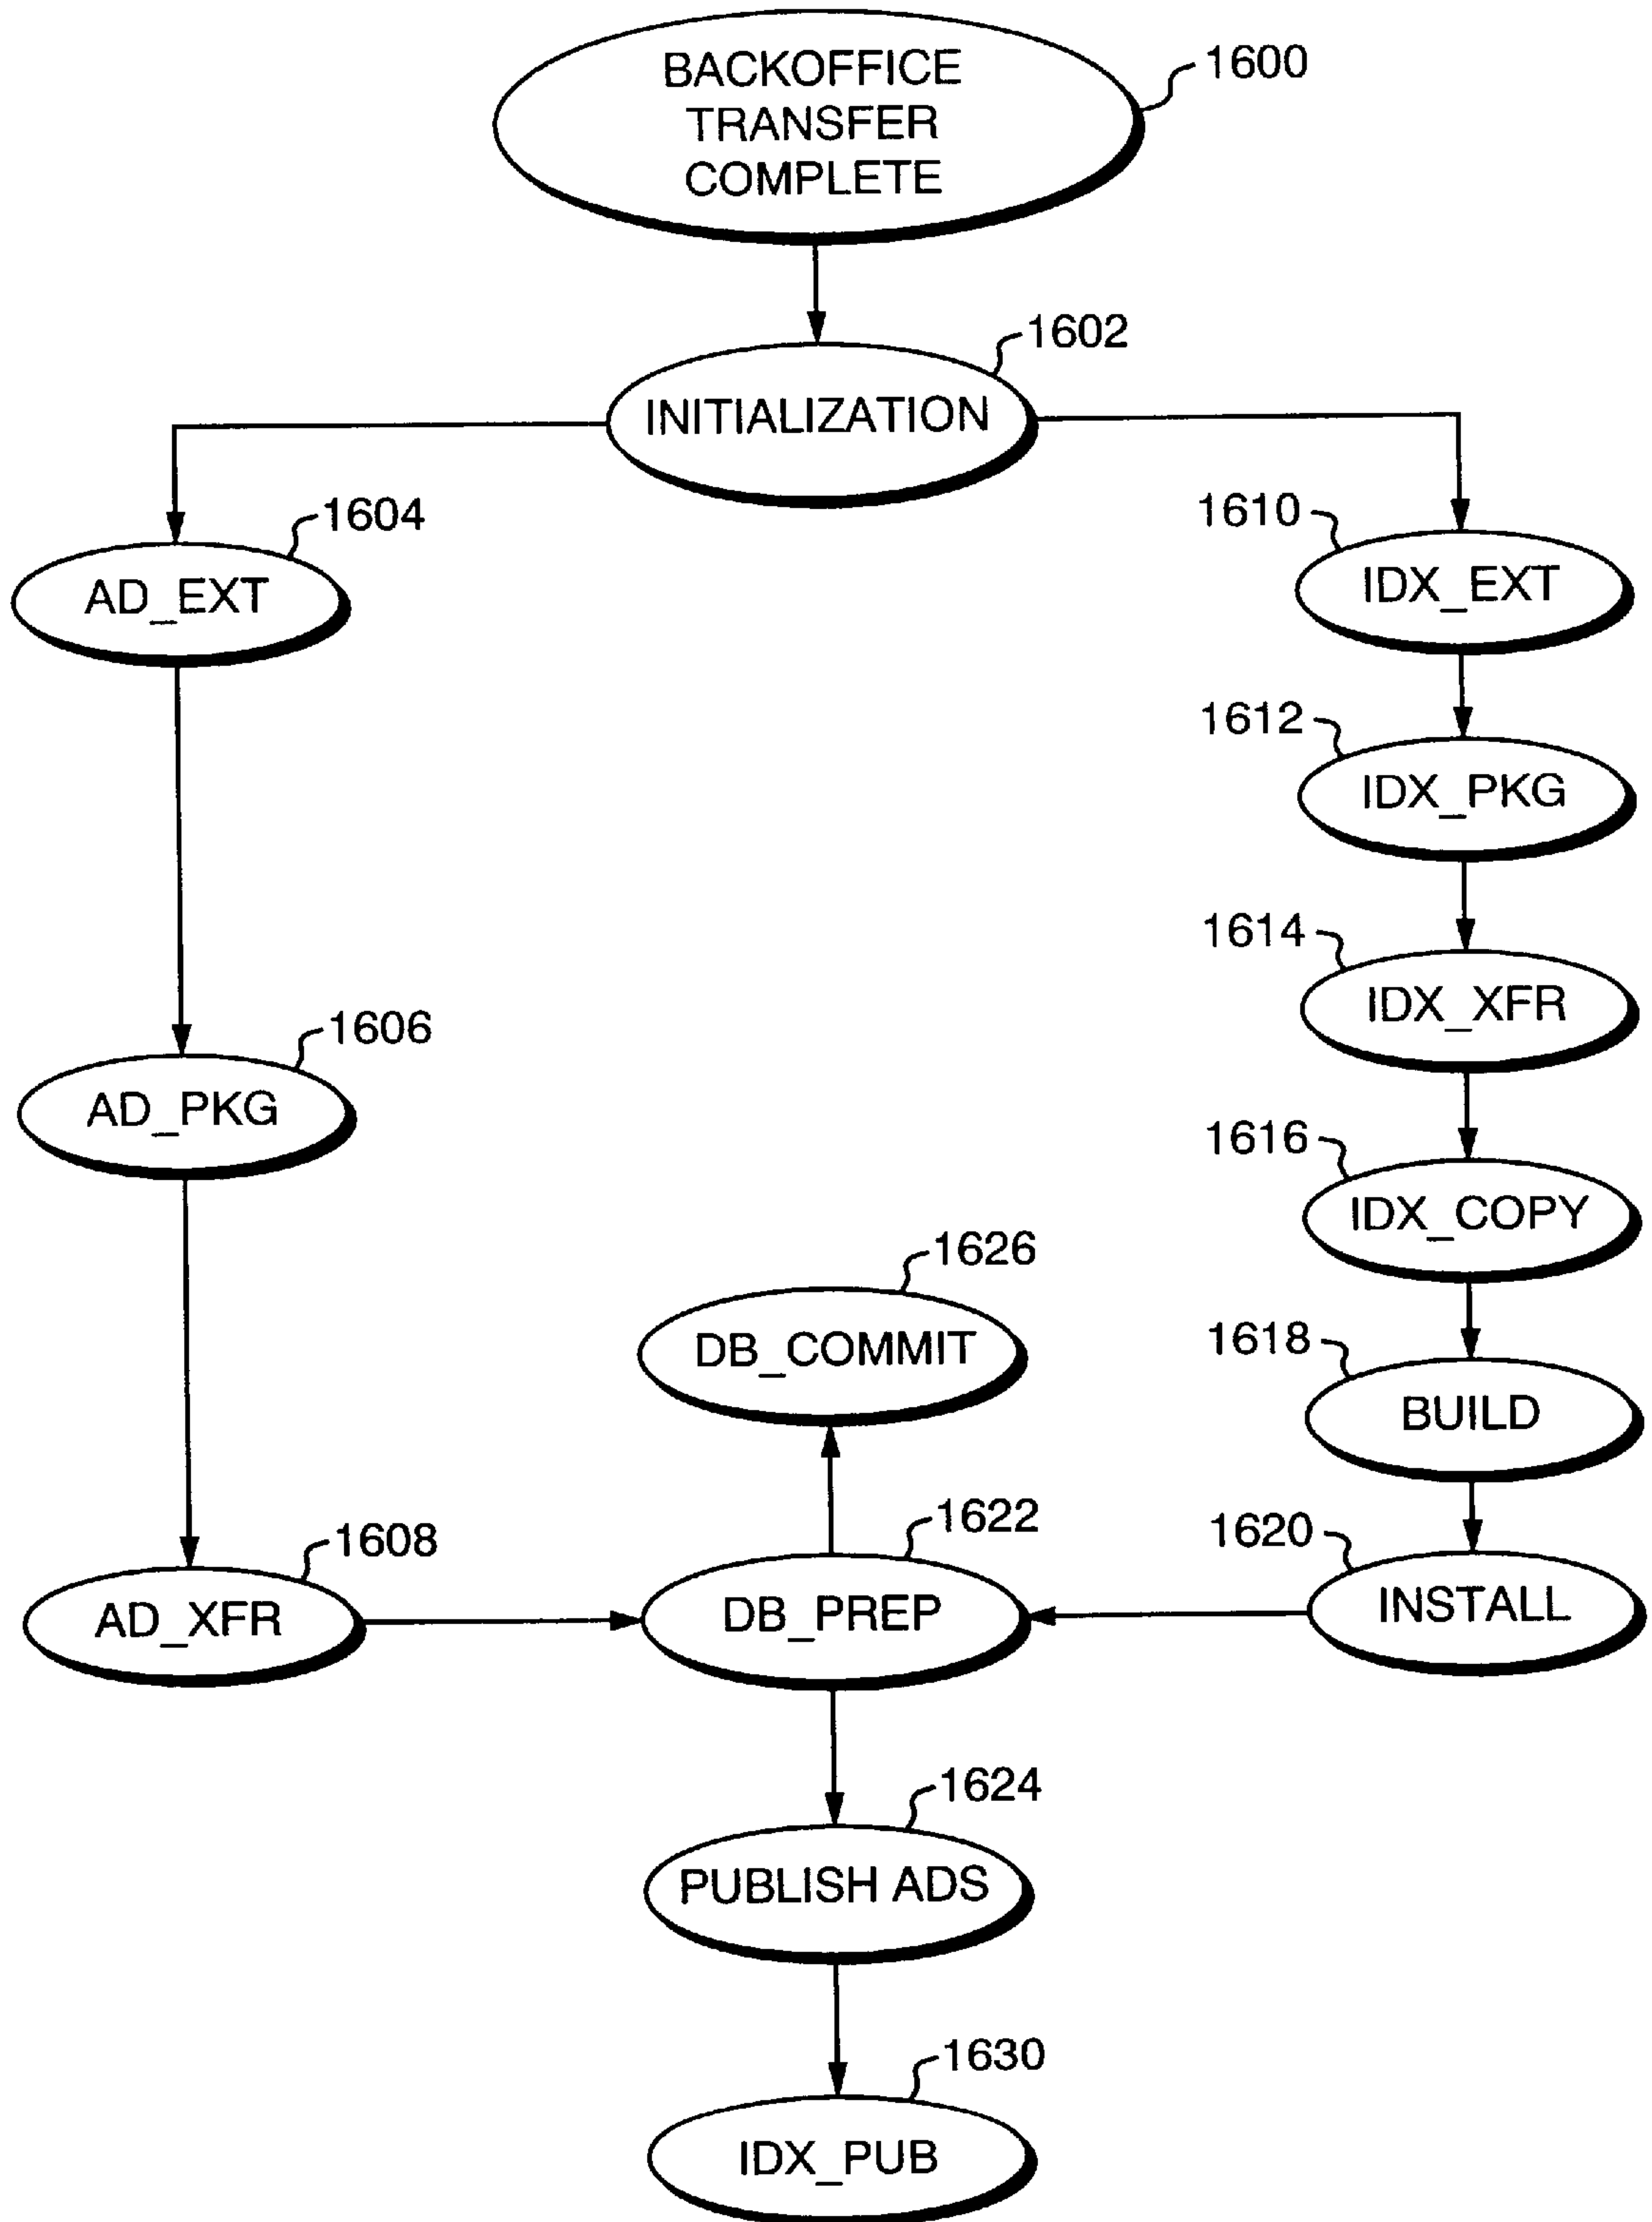 BACKOFFICE
TRANSFER
COMPLETE
1600
INITIALIZATION
1602
AD_EXT
1604
AD_PKG
1606
AD_XFR
1608
IDX_EXT
1610
IDX_PKG
1612
IDX_XFR
1614
IDX_COPY
1616
BUILD
1618
INSTALL
1620
DB_COMMIT
1626
DB_PREP
1622
PUBLISH ADS
1624
IDX_PUB
1630